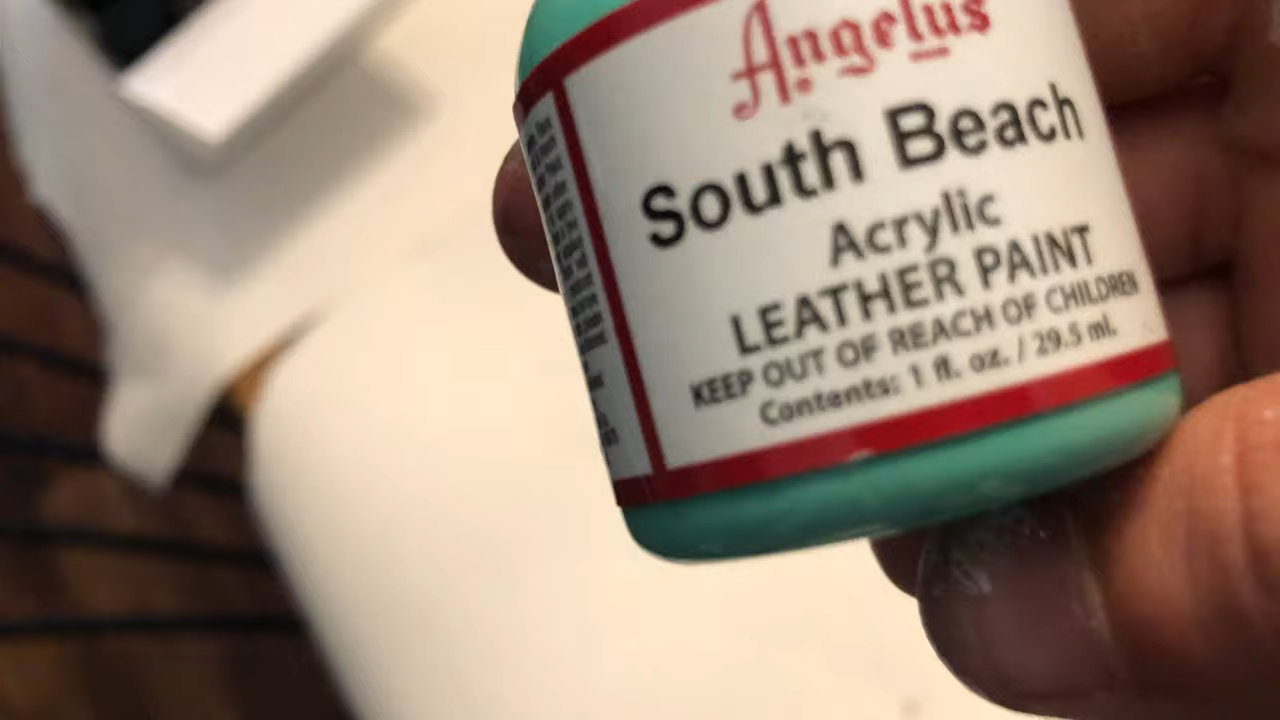 Angelus
South Beach
Acrylic
LEATHER PAINT
KEEP OUT OF REACH OF CHILDREN
Contents: 1 fl. oz. / 29.5 ml.